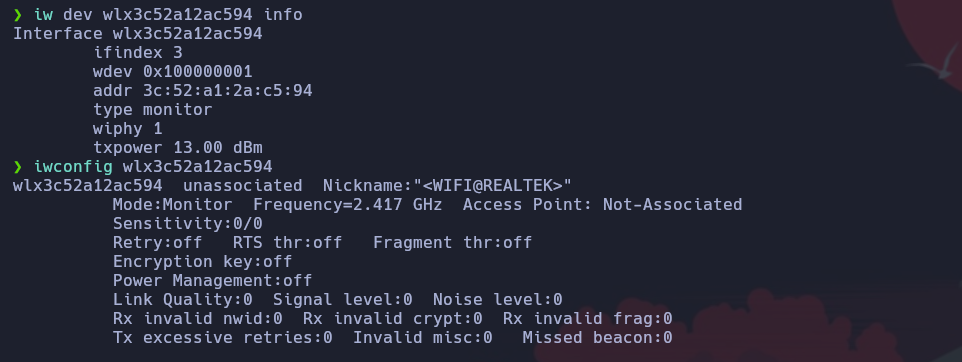 ❯ iw dev wlx3c52a12ac594 info
Interface wlx3c52a12ac594
ifindex 3
wdev 0x100000001
addr 3c:52:a1:2a:c5:94
type monitor
wiphy 1
txpower 13.00 dBm
❯ iwconfig wlx3c52a12ac594
wlx3c52a12ac594  unassociated  Nickname:"<WIFI@REALTEK>"
Mode:Monitor  Frequency=2.417 GHz  Access Point: Not-Associated
Sensitivity:0/0
Retry:off   RTS thr:off   Fragment thr:off
Encryption key:off
Power Management:off
Link Quality:0  Signal level:0  Noise level:0
Rx invalid nwid:0  Rx invalid crypt:0  Rx invalid frag:0
Tx excessive retries:0  Invalid misc:0   Missed beacon:0